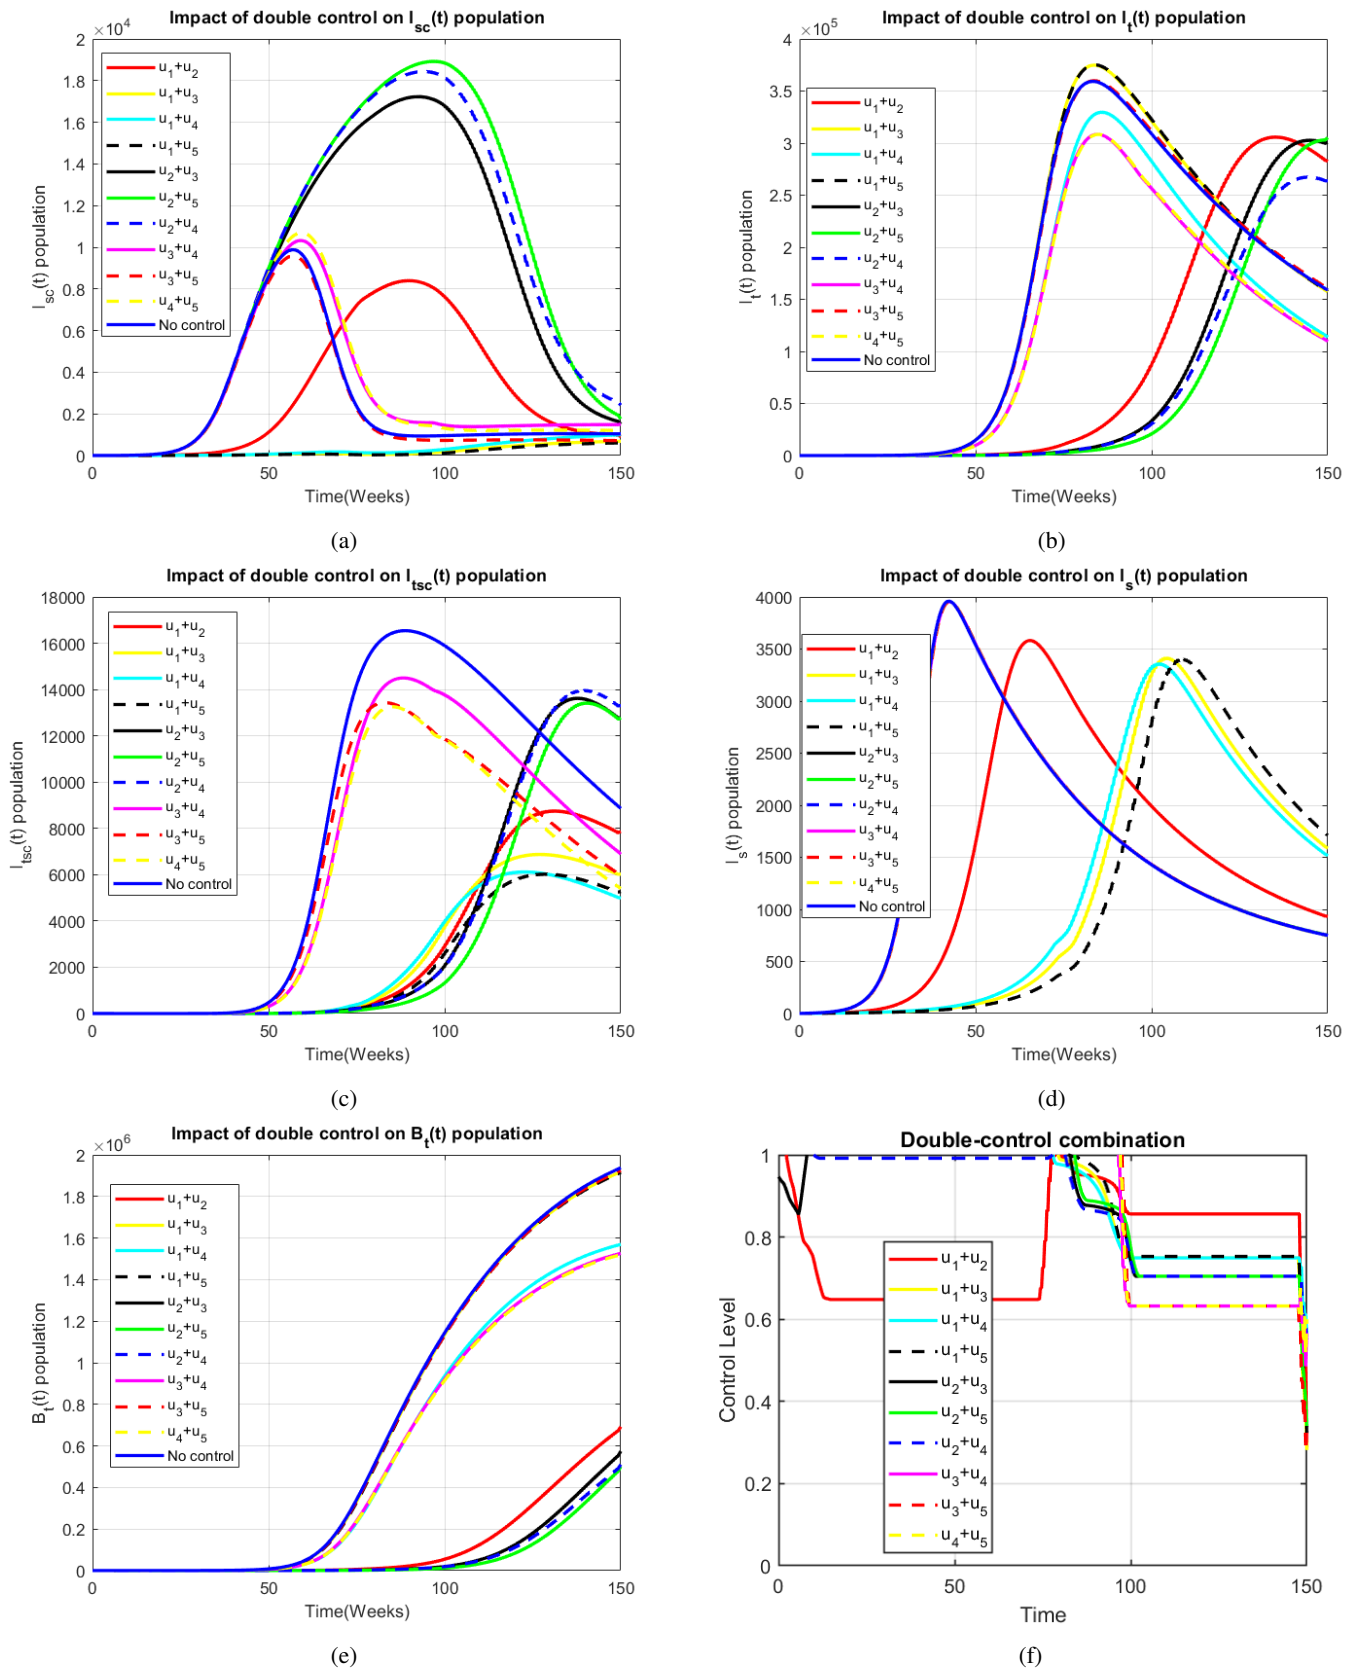 Impact of double control on I_sc(t) population
×10^4
2
1.8
1.6
1.4
1.2
1
0.8
0.6
0.4
0.2
0
I_sc(t) population
u_1+u_2
u_1+u_3
u_1+u_4
u_1+u_5
u_2+u_3
u_2+u_5
u_2+u_4
u_3+u_4
u_3+u_5
u_4+u_5
No control
0 50 100 150
Time(Weeks)
(a)
Impact of double control on I_t(t) population
×10^5
4
3.5
3
2.5
2
1.5
1
0.5
0
I_t(t) population
u_1+u_2
u_1+u_3
u_1+u_4
u_1+u_5
u_2+u_3
u_2+u_5
u_2+u_4
u_3+u_4
u_3+u_5
u_4+u_5
No control
0 50 100 150
Time(Weeks)
(b)
Impact of double control on I_tsc(t) population
18000
16000
14000
12000
10000
8000
6000
4000
2000
0
I_tsc(t) population
u_1+u_2
u_1+u_3
u_1+u_4
u_1+u_5
u_2+u_3
u_2+u_5
u_2+u_4
u_3+u_4
u_3+u_5
u_4+u_5
No control
0 50 100 150
Time(Weeks)
(c)
Impact of double control on I_s(t) population
4000
3500
3000
2500
2000
1500
1000
500
0
I_s(t) population
u_1+u_2
u_1+u_3
u_1+u_4
u_1+u_5
u_2+u_3
u_2+u_5
u_2+u_4
u_3+u_4
u_3+u_5
u_4+u_5
No control
0 50 100 150
Time(Weeks)
(d)
Impact of double control on B_t(t) population
×10^6
2
1.8
1.6
1.4
1.2
1
0.8
0.6
0.4
0.2
0
B_t(t) population
u_1+u_2
u_1+u_3
u_1+u_4
u_1+u_5
u_2+u_3
u_2+u_5
u_2+u_4
u_3+u_4
u_3+u_5
u_4+u_5
No control
0 50 100 150
Time(Weeks)
(e)
Double-control combination
1
0.8
0.6
0.4
0.2
0
Control Level
u_1+u_2
u_1+u_3
u_1+u_4
u_1+u_5
u_2+u_3
u_2+u_5
u_2+u_4
u_3+u_4
u_3+u_5
u_4+u_5
0 50 100 150
Time
(f)